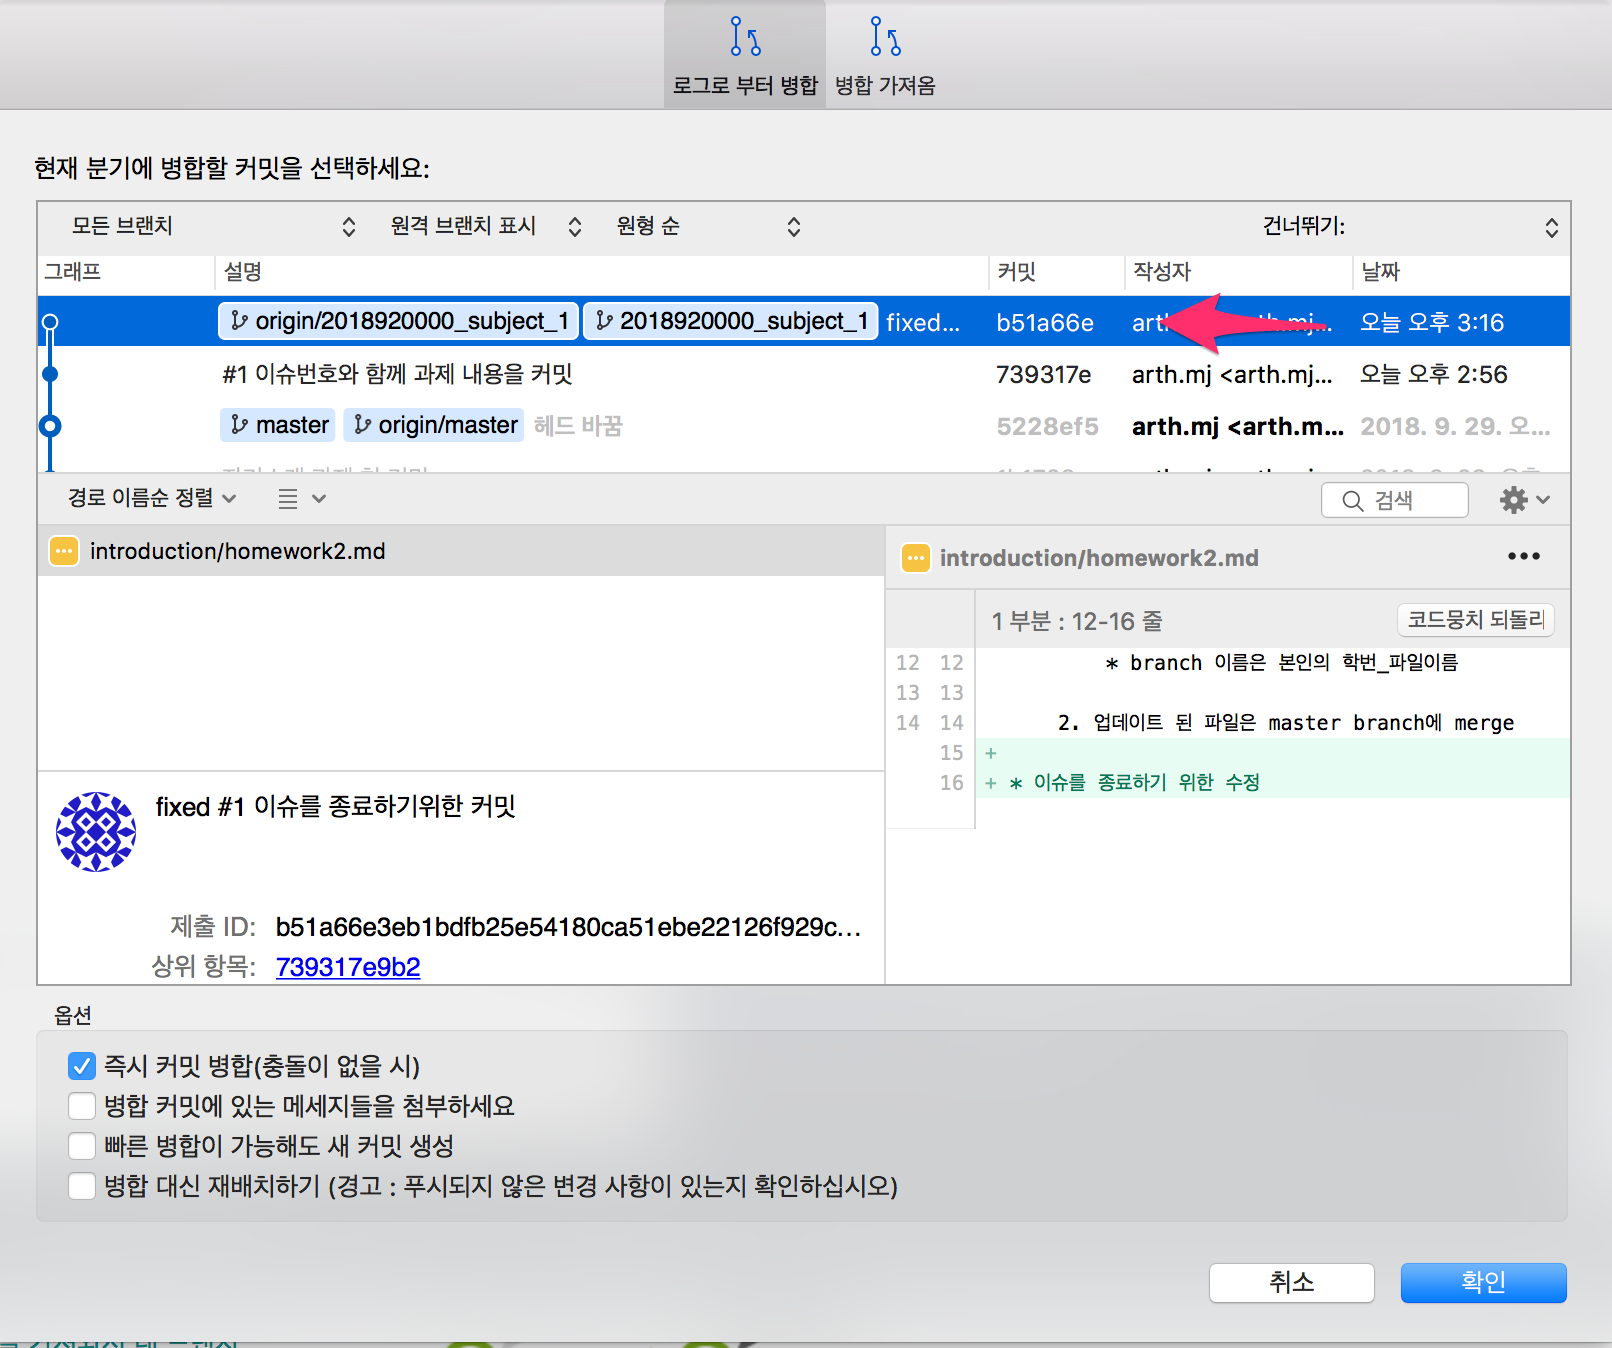 로그로 부터 병합 병합 가져옴
현재 분기에 병합할 커밋을 선택하세요:
모든 브랜치 원격 브랜치 표시 원형 순 건너뛰기:
그래프 설명 커밋 작성자 날짜
origin/2018920000_subject_1 2018920000_subject_1 fixed... b51a66e 오늘 오후 3:16
#1 이슈번호와 함께 과제 내용을 커밋 739317e arth.mj <arth.mj... 오늘 오후 2:56
master origin/master 헤드 바꿈 5228ef5 arth.mj <arth.m... 2018. 9. 29. 오...
경로 이름순 정렬 검색
introduction/homework2.md
introduction/homework2.md
1 부분 : 12-16 줄 코드뭉치 되돌리
12 12 * branch 이름은 본인의 학번_파일이름
13 13
14 14 2. 업데이트 된 파일은 master branch에 merge
15 +
16 + * 이슈를 종료하기 위한 수정
fixed #1 이슈를 종료하기위한 커밋
제출 ID: b51a66e3eb1bdfb25e54180ca51ebe22126f929c...
상위 항목: 739317e9b2
옵션
즉시 커밋 병합(충돌이 없을 시)
병합 커밋에 있는 메세지들을 첨부하세요
빠른 병합이 가능해도 새 커밋 생성
병합 대신 재배치하기 (경고 : 푸시되지 않은 변경 사항이 있는지 확인하십시오)
취소 확인